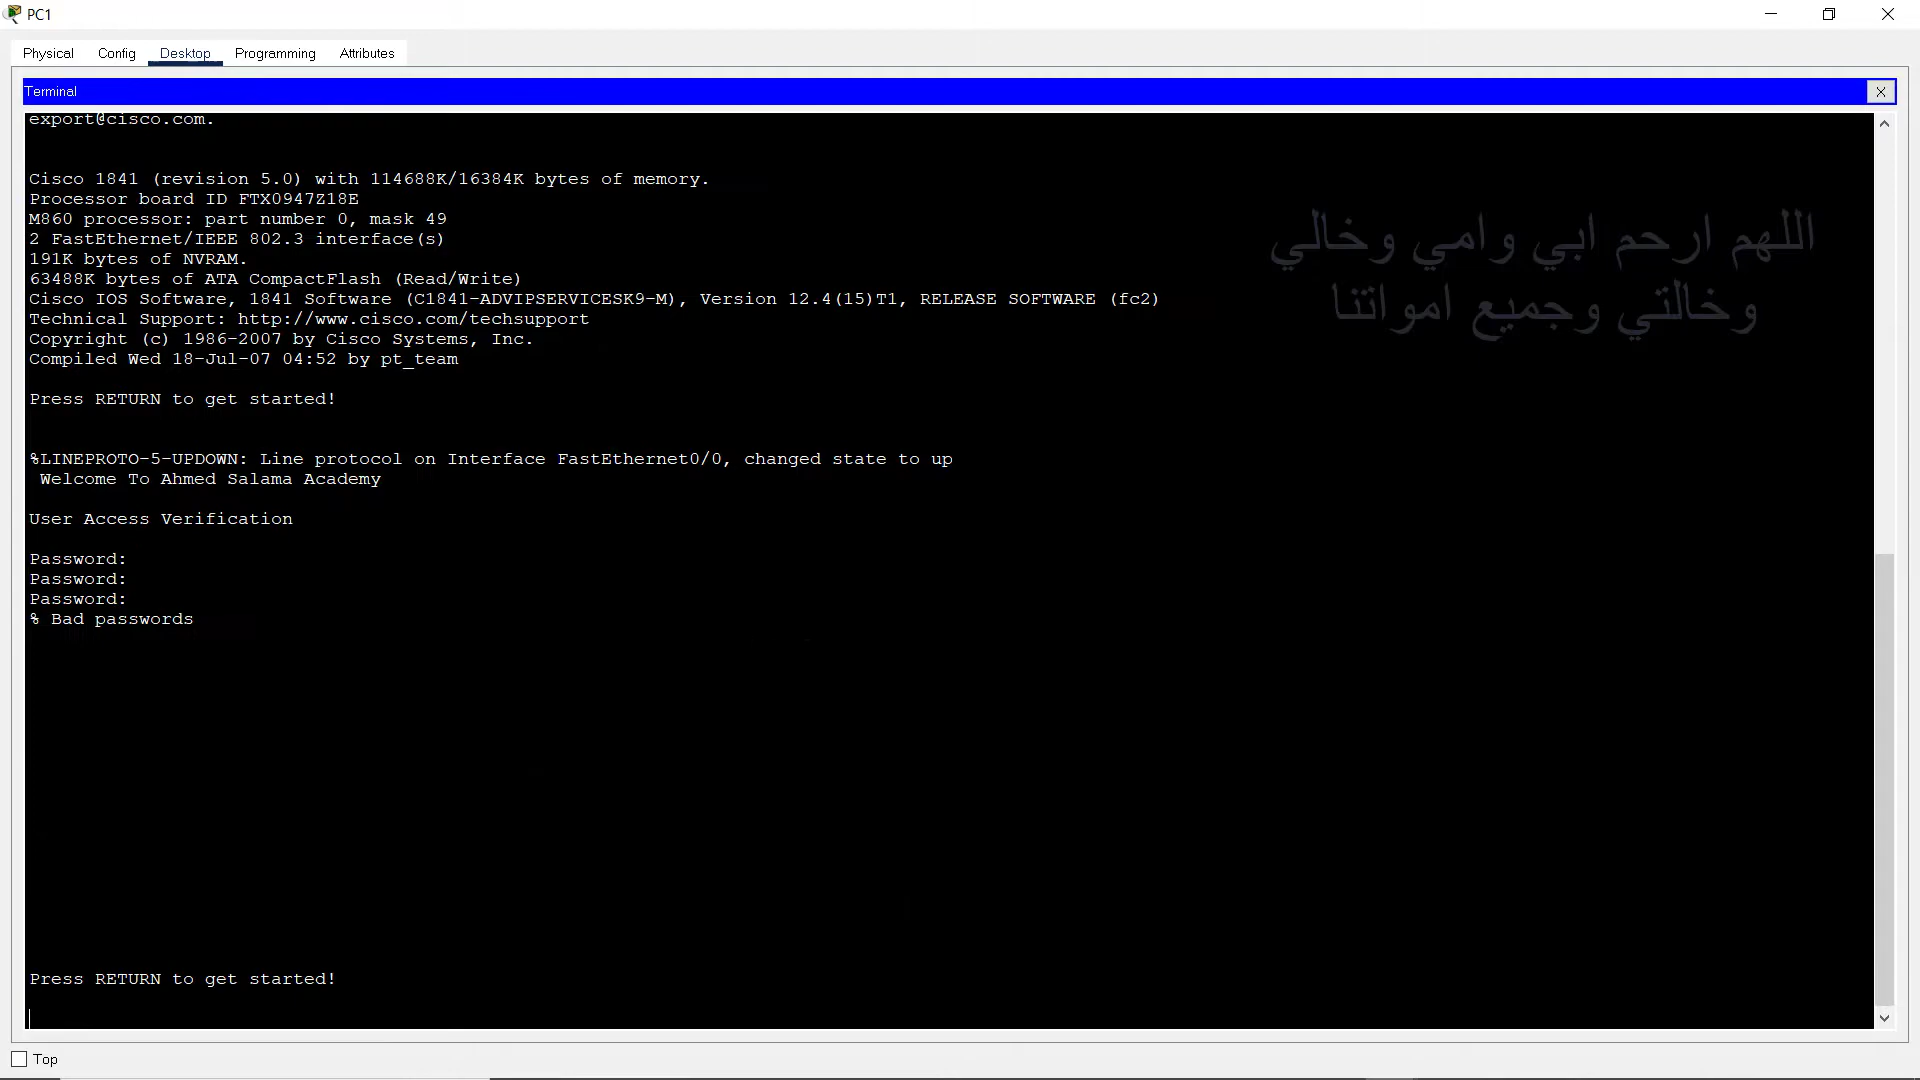 PC1
Physical Config Desktop Programming Attributes
Terminal
X
export@cisco.com.
Cisco 1841 (revision 5.0) with 114688K/16384K bytes of memory.
Processor board ID FTX0947Z18E
M860 processor: part number 0, mask 49
2 FastEthernet/IEEE 802.3 interface(s)
191K bytes of NVRAM.
63488K bytes of ATA CompactFlash (Read/Write)
Cisco IOS Software, 1841 Software (C1841-ADVIPSERVICESK9-M), Version 12.4(15)T1, RELEASE SOFTWARE (fc2)
Technical Support: http://www.cisco.com/techsupport
Copyright (c) 1986-2007 by Cisco Systems, Inc.
Compiled Wed 18-Jul-07 04:52 by pt_team
اللهم ارحم ابي وامي وخالي
وخالتي وجميع امواتنا
Press RETURN to get started!
%LINEPROTO-5-UPDOWN: Line protocol on Interface FastEthernet0/0, changed state to up
Welcome To Ahmed Salama Academy
User Access Verification
Password:
Password:
Password:
% Bad passwords
Press RETURN to get started!
Top